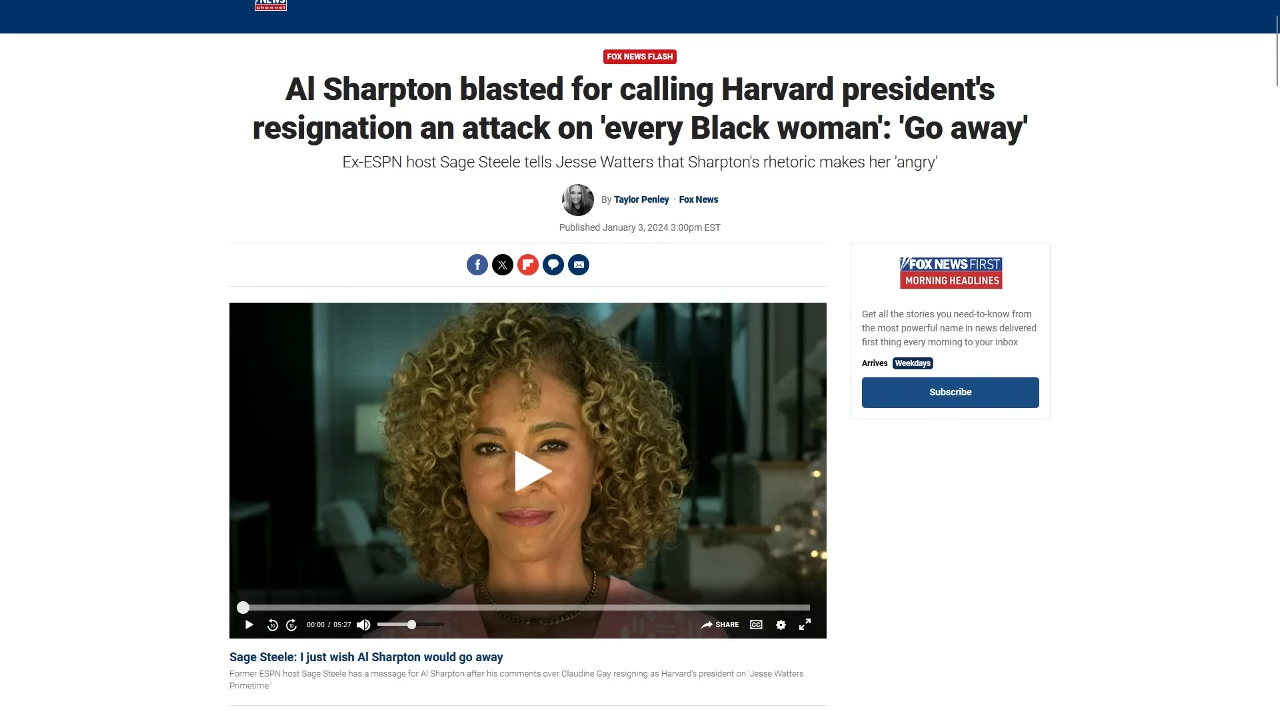 NEWS
channel
FOX NEWS FLASH
Al Sharpton blasted for calling Harvard president's
resignation an attack on 'every Black woman': 'Go away'
Ex-ESPN host Sage Steele tells Jesse Watters that Sharpton's rhetoric makes her 'angry'
By Taylor Penley · Fox News
Published January 3, 2024 3:00pm EST
f X
FOX NEWS FIRST
MORNING HEADLINES
Get all the stories you need-to-know from
the most powerful name in news delivered
first thing every morning to your inbox
Arrives Weekdays
Subscribe
10 10 00:00 / 05:27 SHARE CC
Sage Steele: I just wish Al Sharpton would go away
Former ESPN host Sage Steele has a message for Al Sharpton after his comments over Claudine Gay resigning as Harvard's president on 'Jesse Watters
Primetime.'